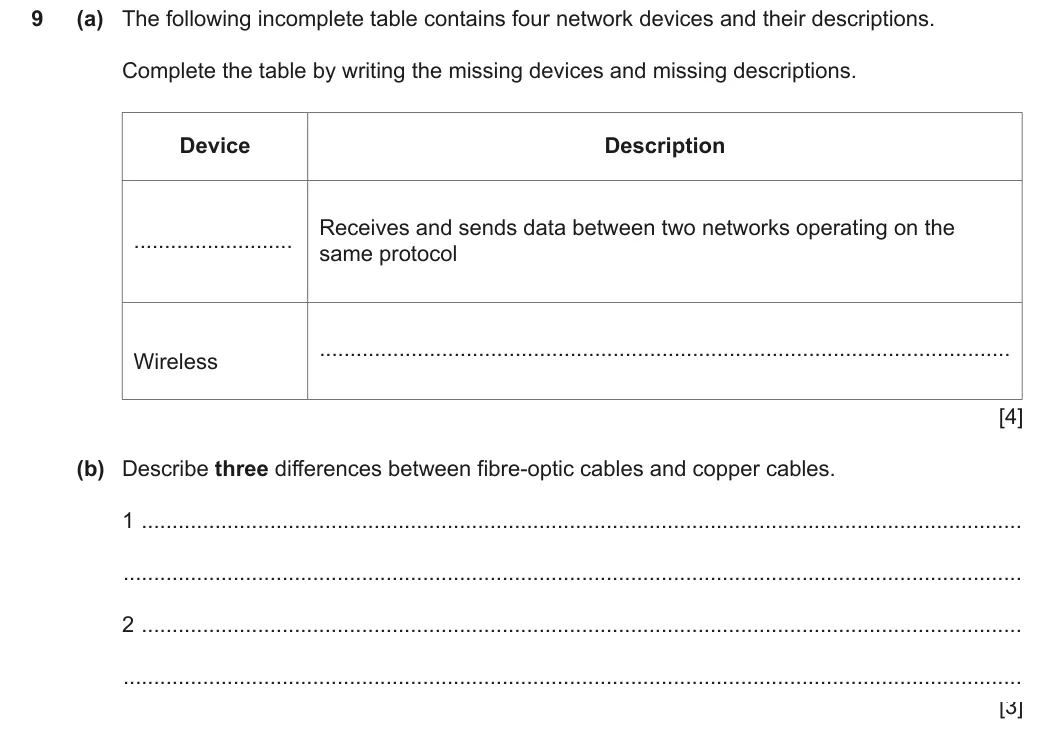 9 (a) The following incomplete table contains four network devices and their descriptions.
Complete the table by writing the missing devices and missing descriptions.
Device Description
.......................... Receives and sends data between two networks operating on the
same protocol
Wireless .................................................................................................................
[4]
(b) Describe three differences between fibre-optic cables and copper cables.
1 ................................................................................................................................................
...................................................................................................................................................
2 ................................................................................................................................................
...................................................................................................................................................
[3]